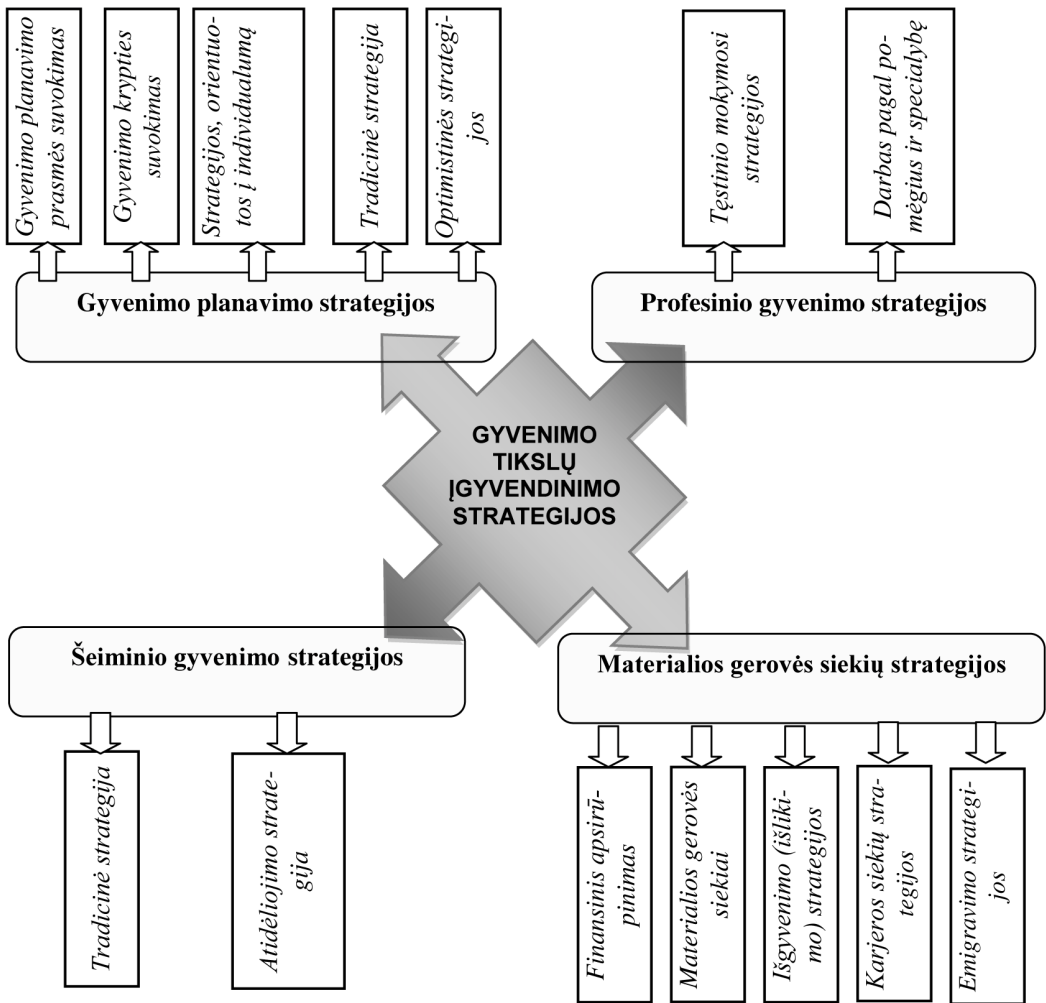 Gyvenimo planavimo
prasmės suvokimas
Gyvenimo krypties
suvokimas
Strategijos, orientuo-
tos į individualumą
Tradicinė strategija
Optimistinės strategi-
jos
Tęstinio mokymosi
strategijos
Darbas pagal po-
mėgius ir specialybę
Gyvenimo planavimo strategijos
Profesinio gyvenimo strategijos
GYVENIMO
TIKSLŲ
ĮGYVENDINIMO
STRATEGIJOS
Šeiminio gyvenimo strategijos
Materialios gerovės siekių strategijos
Tradicinė strategija
Atidėliojimo strate-
gija
Finansinis apsirū-
pinimas
Materialios gerovės
siekiai
Išgyvenimo (išliki-
mo) strategijos
Karjeros siekių stra-
tegijos
Emigravimo strategi-
jos